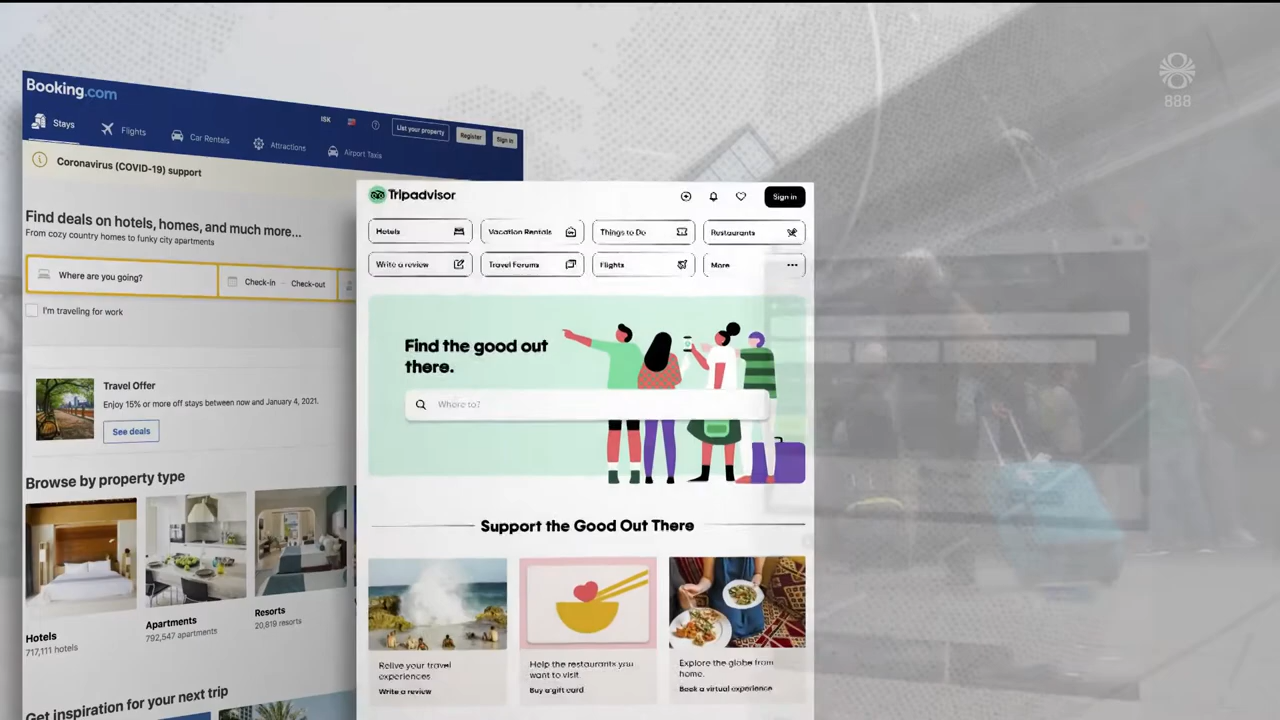 888
Booking.com
ISK
List your property
Register
Sign in
Stays
Flights
Car Rentals
Attractions
Airport Taxis
Coronavirus (COVID-19) support
Find deals on hotels, homes, and much more...
From cozy country homes to funky city apartments
Where are you going?
Check-in – Check-out
I'm traveling for work
Travel Offer
Enjoy 15% or more off stays between now and January 4, 2021.
See deals
Browse by property type
Hotels
717,111 hotels
Apartments
792,547 apartments
Resorts
20,819 resorts
Get inspiration for your next trip
Tripadvisor
Sign in
Hotels
Vacation Rentals
Things to Do
Restaurants
Write a review
Travel Forums
Flights
More
Find the good out
there.
Where to?
Support the Good Out There
Relive your travel
experiences.
Write a review
Help the restaurants you
want to visit.
Buy a gift card
Explore the globe from
home.
Book a virtual experience